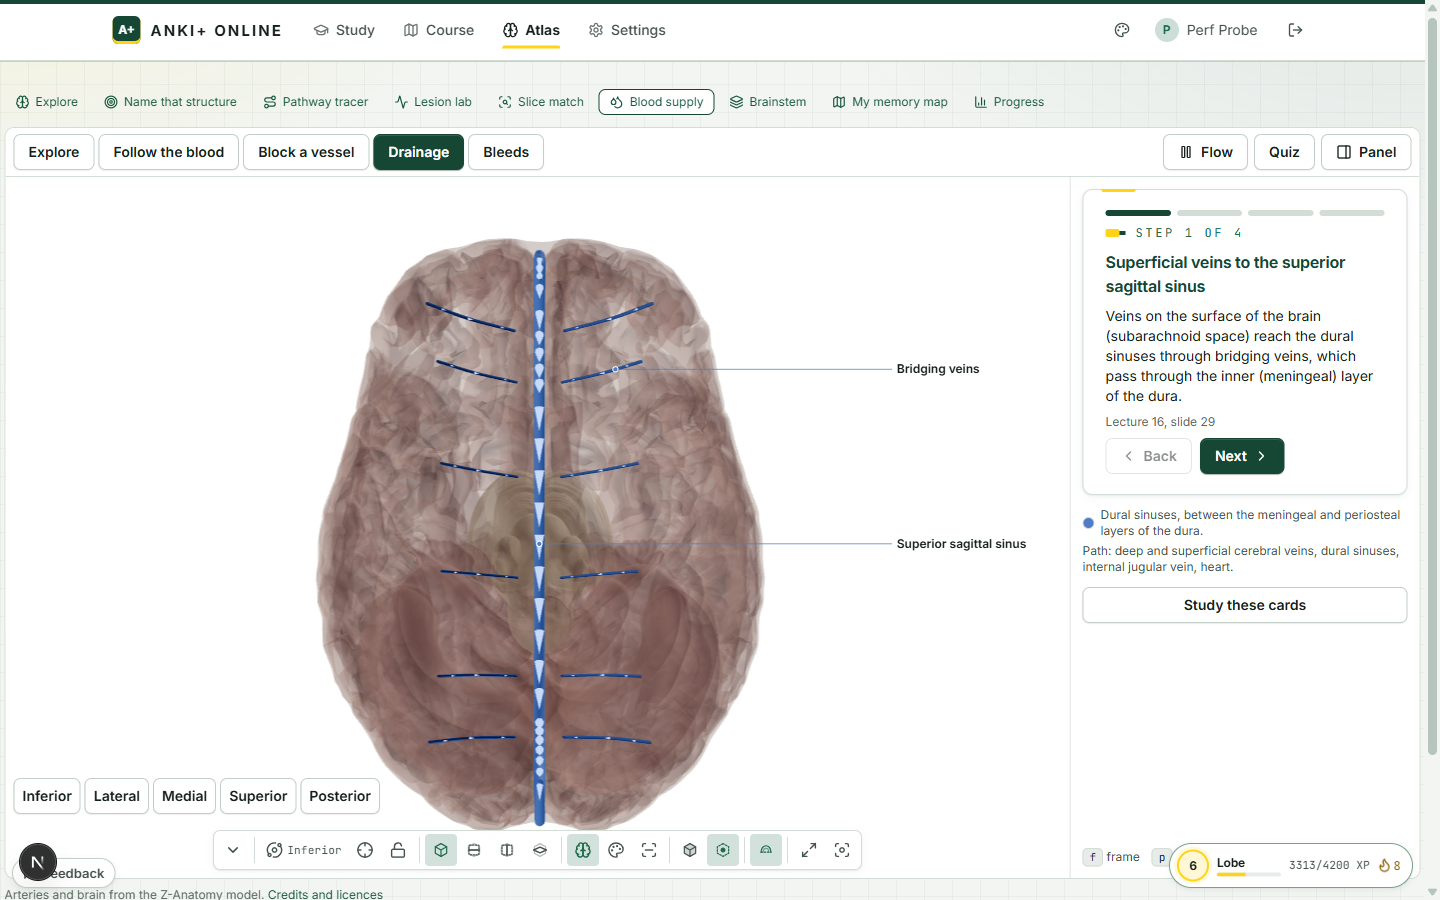 A+ ANKI+ ONLINE Study Course Atlas Settings P Perf Probe
Explore Name that structure Pathway tracer Lesion lab Slice match Blood supply Brainstem My memory map Progress
Explore Follow the blood Block a vessel Drainage Bleeds Flow Quiz Panel
STEP 1 OF 4
Superficial veins to the superior
sagittal sinus
Veins on the surface of the brain
(subarachnoid space) reach the dural
sinuses through bridging veins, which
pass through the inner (meningeal) layer
of the dura.
Lecture 16, slide 29
Back Next
Bridging veins
Superior sagittal sinus
Dural sinuses, between the meningeal and periosteal
layers of the dura.
Path: deep and superficial cerebral veins, dural sinuses,
internal jugular vein, heart.
Study these cards
Inferior Lateral Medial Superior Posterior
Inferior
f frame p
6 Lobe 3313/4200 XP 8
N eedback
Arteries and brain from the Z-Anatomy model. Credits and licences